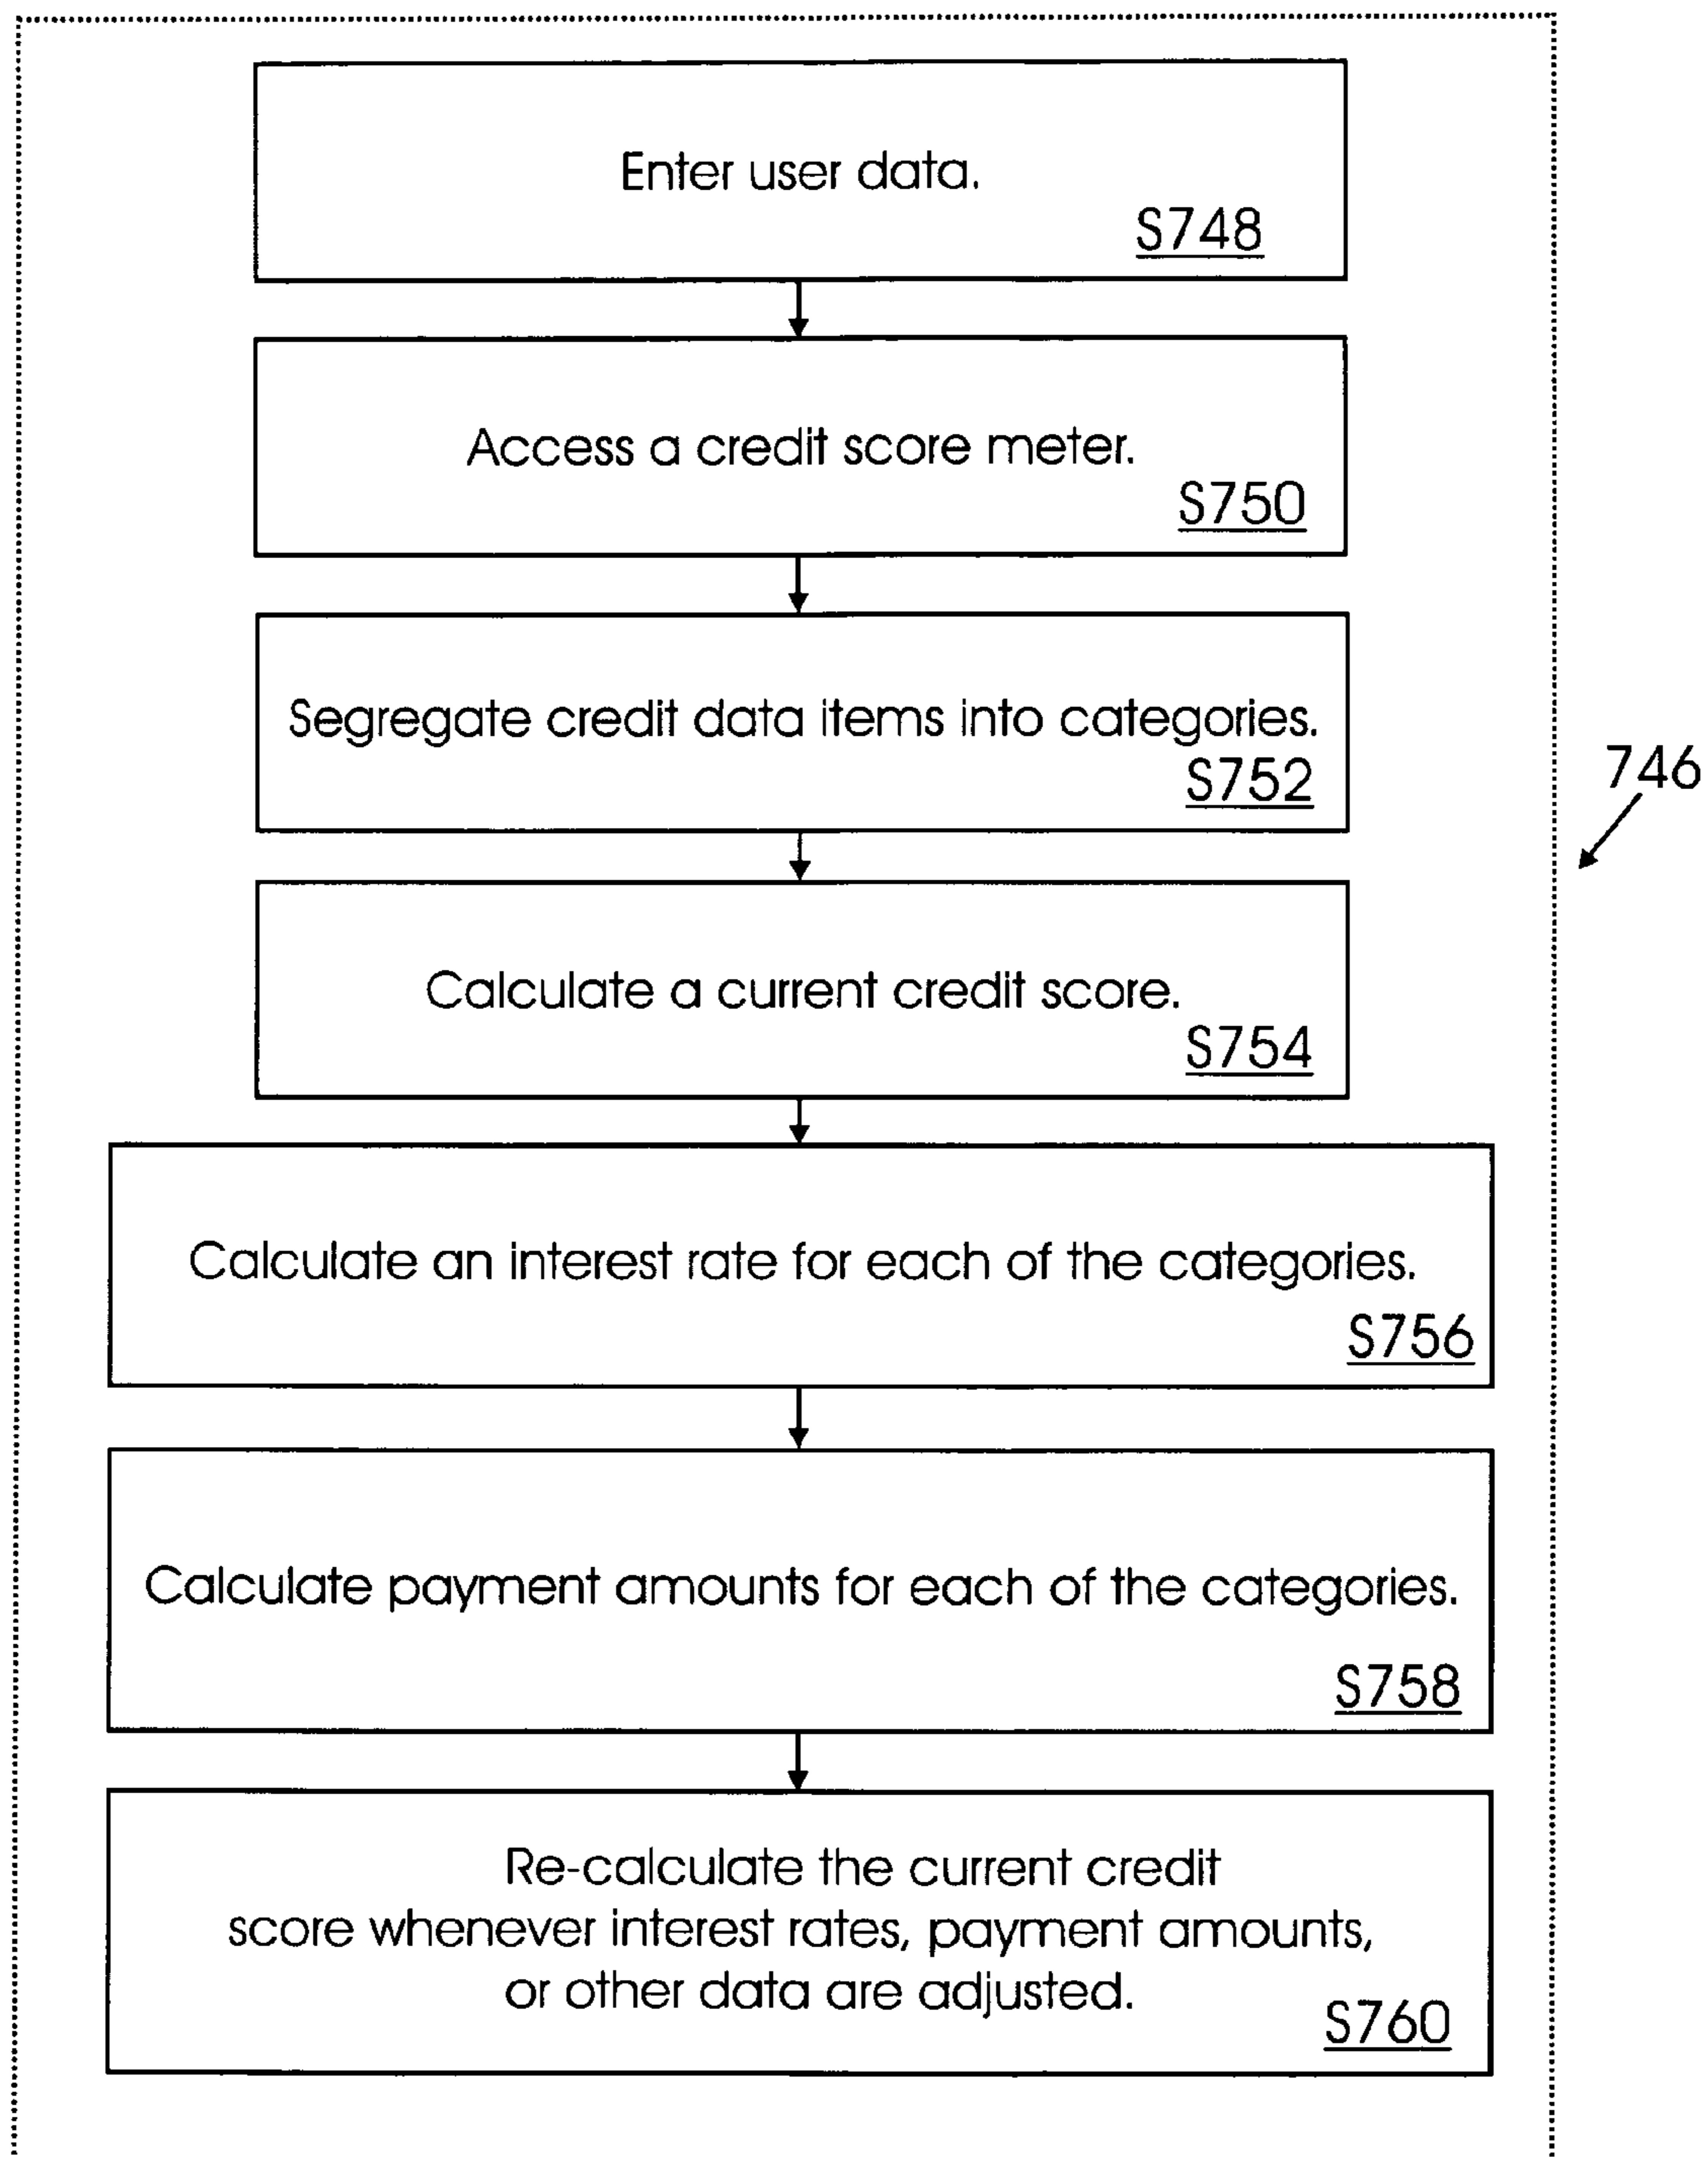 Enter user data.
S748
Access a credit score meter.
S750
Segregate credit data items into categories.
S752
746
Calculate a current credit score.
S754
Calculate an interest rate for each of the categories.
S756
Calculate payment amounts for each of the categories.
S758
Re-calculate the current credit
score whenever interest rates, payment amounts,
or other data are adjusted.
S760